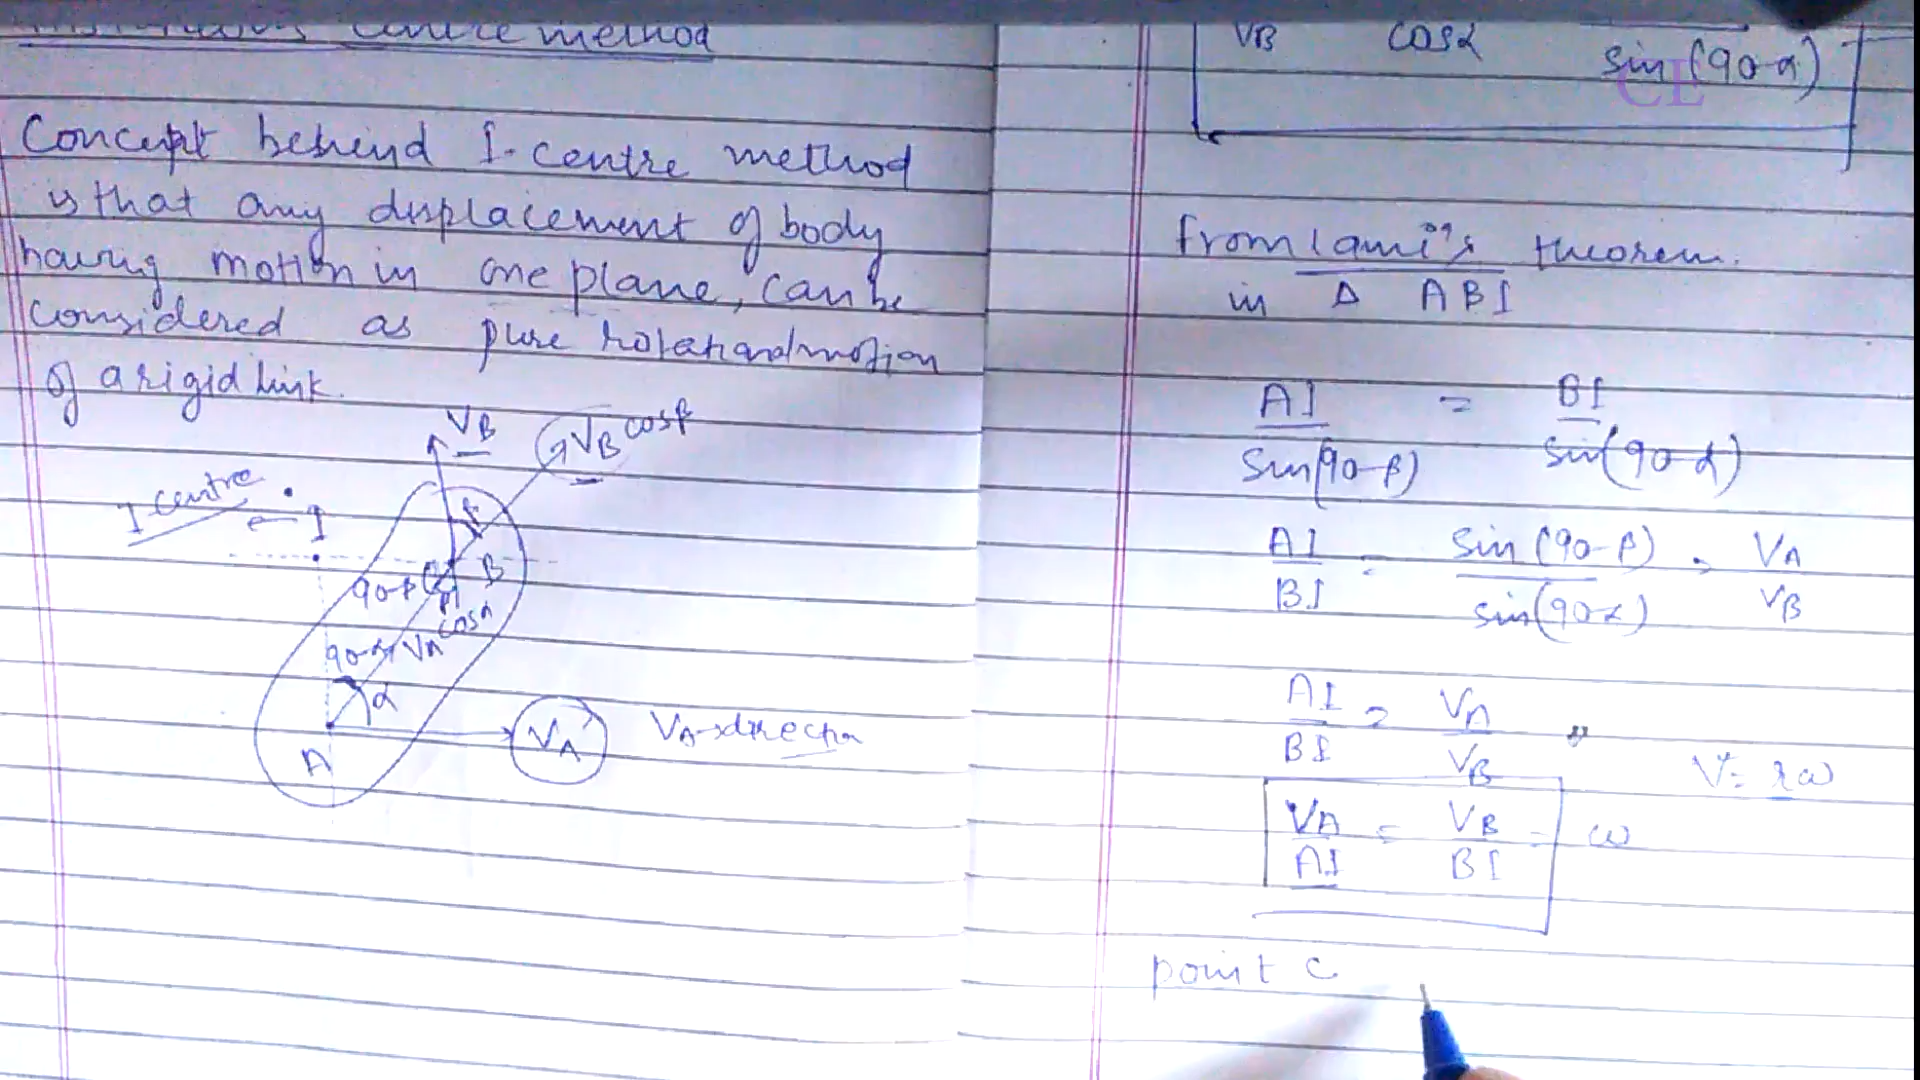 centre method
Concept behind I-centre method
is that any displacement of body
having motion in one plane, can be
considered as pure rotational motion
of a rigid link.
VB
VB cosβ
I centre
I
β
B
90-β
VA cosα
90-α
α
A
VA
VA→direction
VB cosα sin(90-α)
CE
from lami's theorem.
in Δ ABI
AI = BI
sin(90-β) sin(90-α)
AI = sin(90-β) = VA
BI sin(90-α) VB
AI = VA
BI VB
V = rω
VA = VB = ω
AI BI
point C